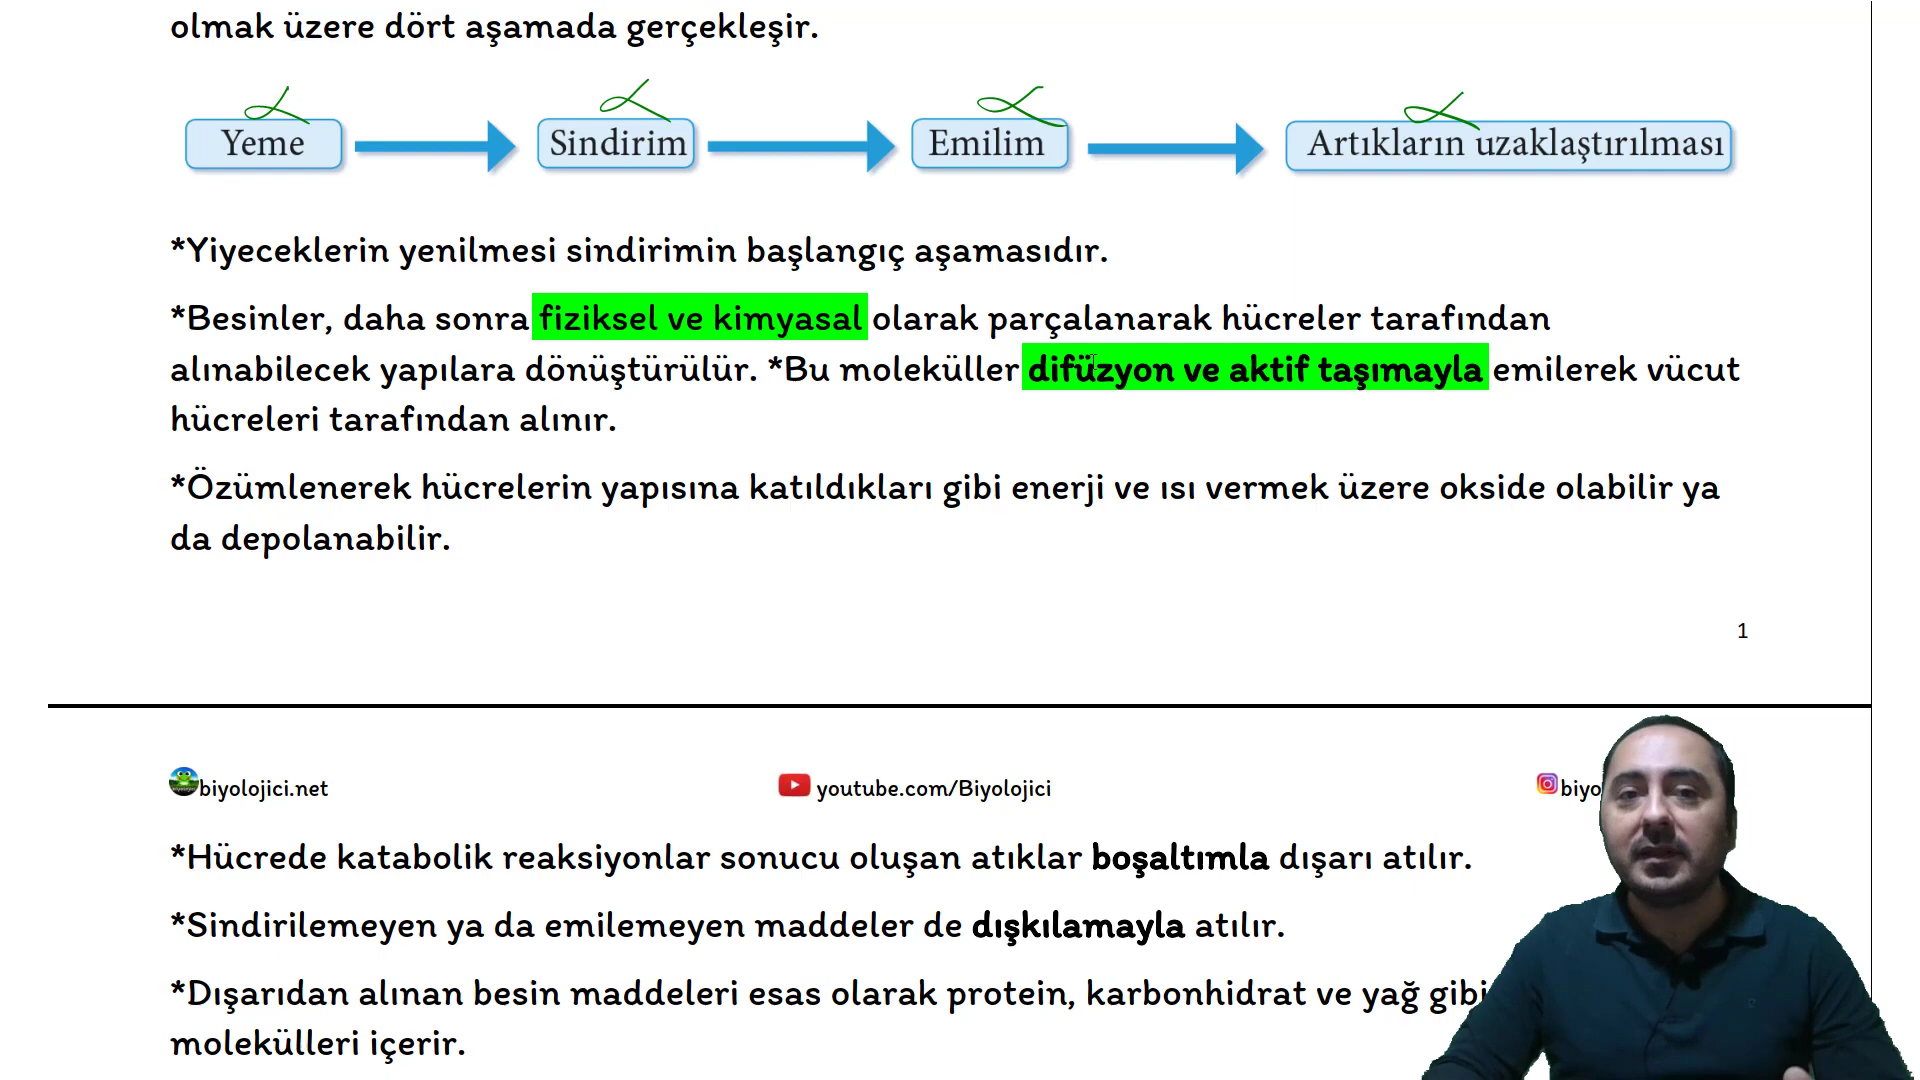 olmak üzere dört aşamada gerçekleşir.
Yeme Sindirim Emilim Artıkların uzaklaştırılması
*Yiyeceklerin yenilmesi sindirimin başlangıç aşamasıdır.
*Besinler, daha sonra fiziksel ve kimyasal olarak parçalanarak hücreler tarafından
alınabilecek yapılara dönüştürülür. *Bu moleküller difüzyon ve aktif taşımayla emilerek vücut
hücreleri tarafından alınır.
*Özümlenerek hücrelerin yapısına katıldıkları gibi enerji ve ısı vermek üzere okside olabilir ya
da depolanabilir.
1
biyolojici.net youtube.com/Biyolojici
*Hücrede katabolik reaksiyonlar sonucu oluşan atıklar boşaltımla dışarı atılır.
*Sindirilemeyen ya da emilemeyen maddeler de dışkılamayla atılır.
*Dışarıdan alınan besin maddeleri esas olarak protein, karbonhidrat ve yağ gibi
molekülleri içerir.